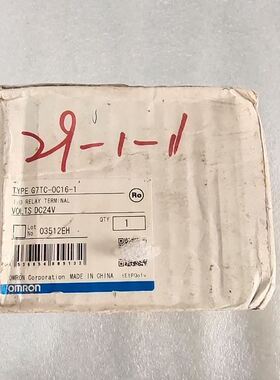 29-1-11
TYPE G7TC-OC16-1
I/O RELAY TERMINAL
VOLTS DC24V
Ro
Lot No 03512EH
QTY. 1
OMRON Corporation MADE IN CHINA
OMRON